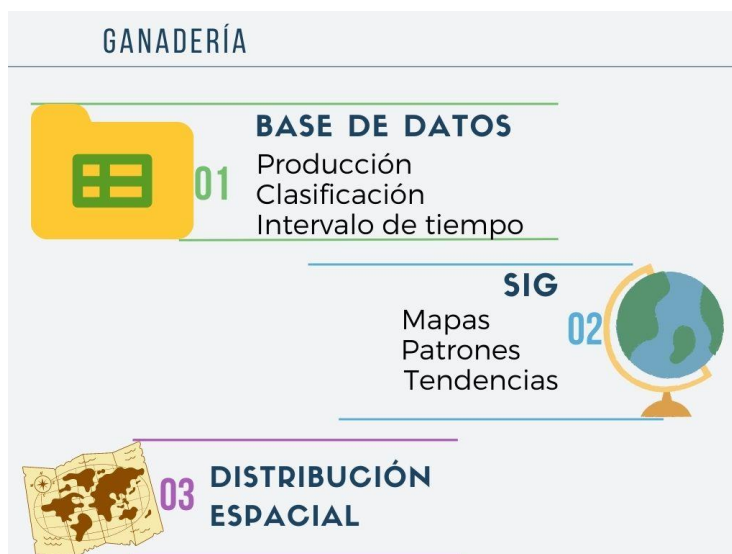 GANADERÍA
BASE DE DATOS
01
Producción
Clasificación
Intervalo de tiempo
SIG
02
Mapas
Patrones
Tendencias
03
DISTRIBUCIÓN
ESPACIAL